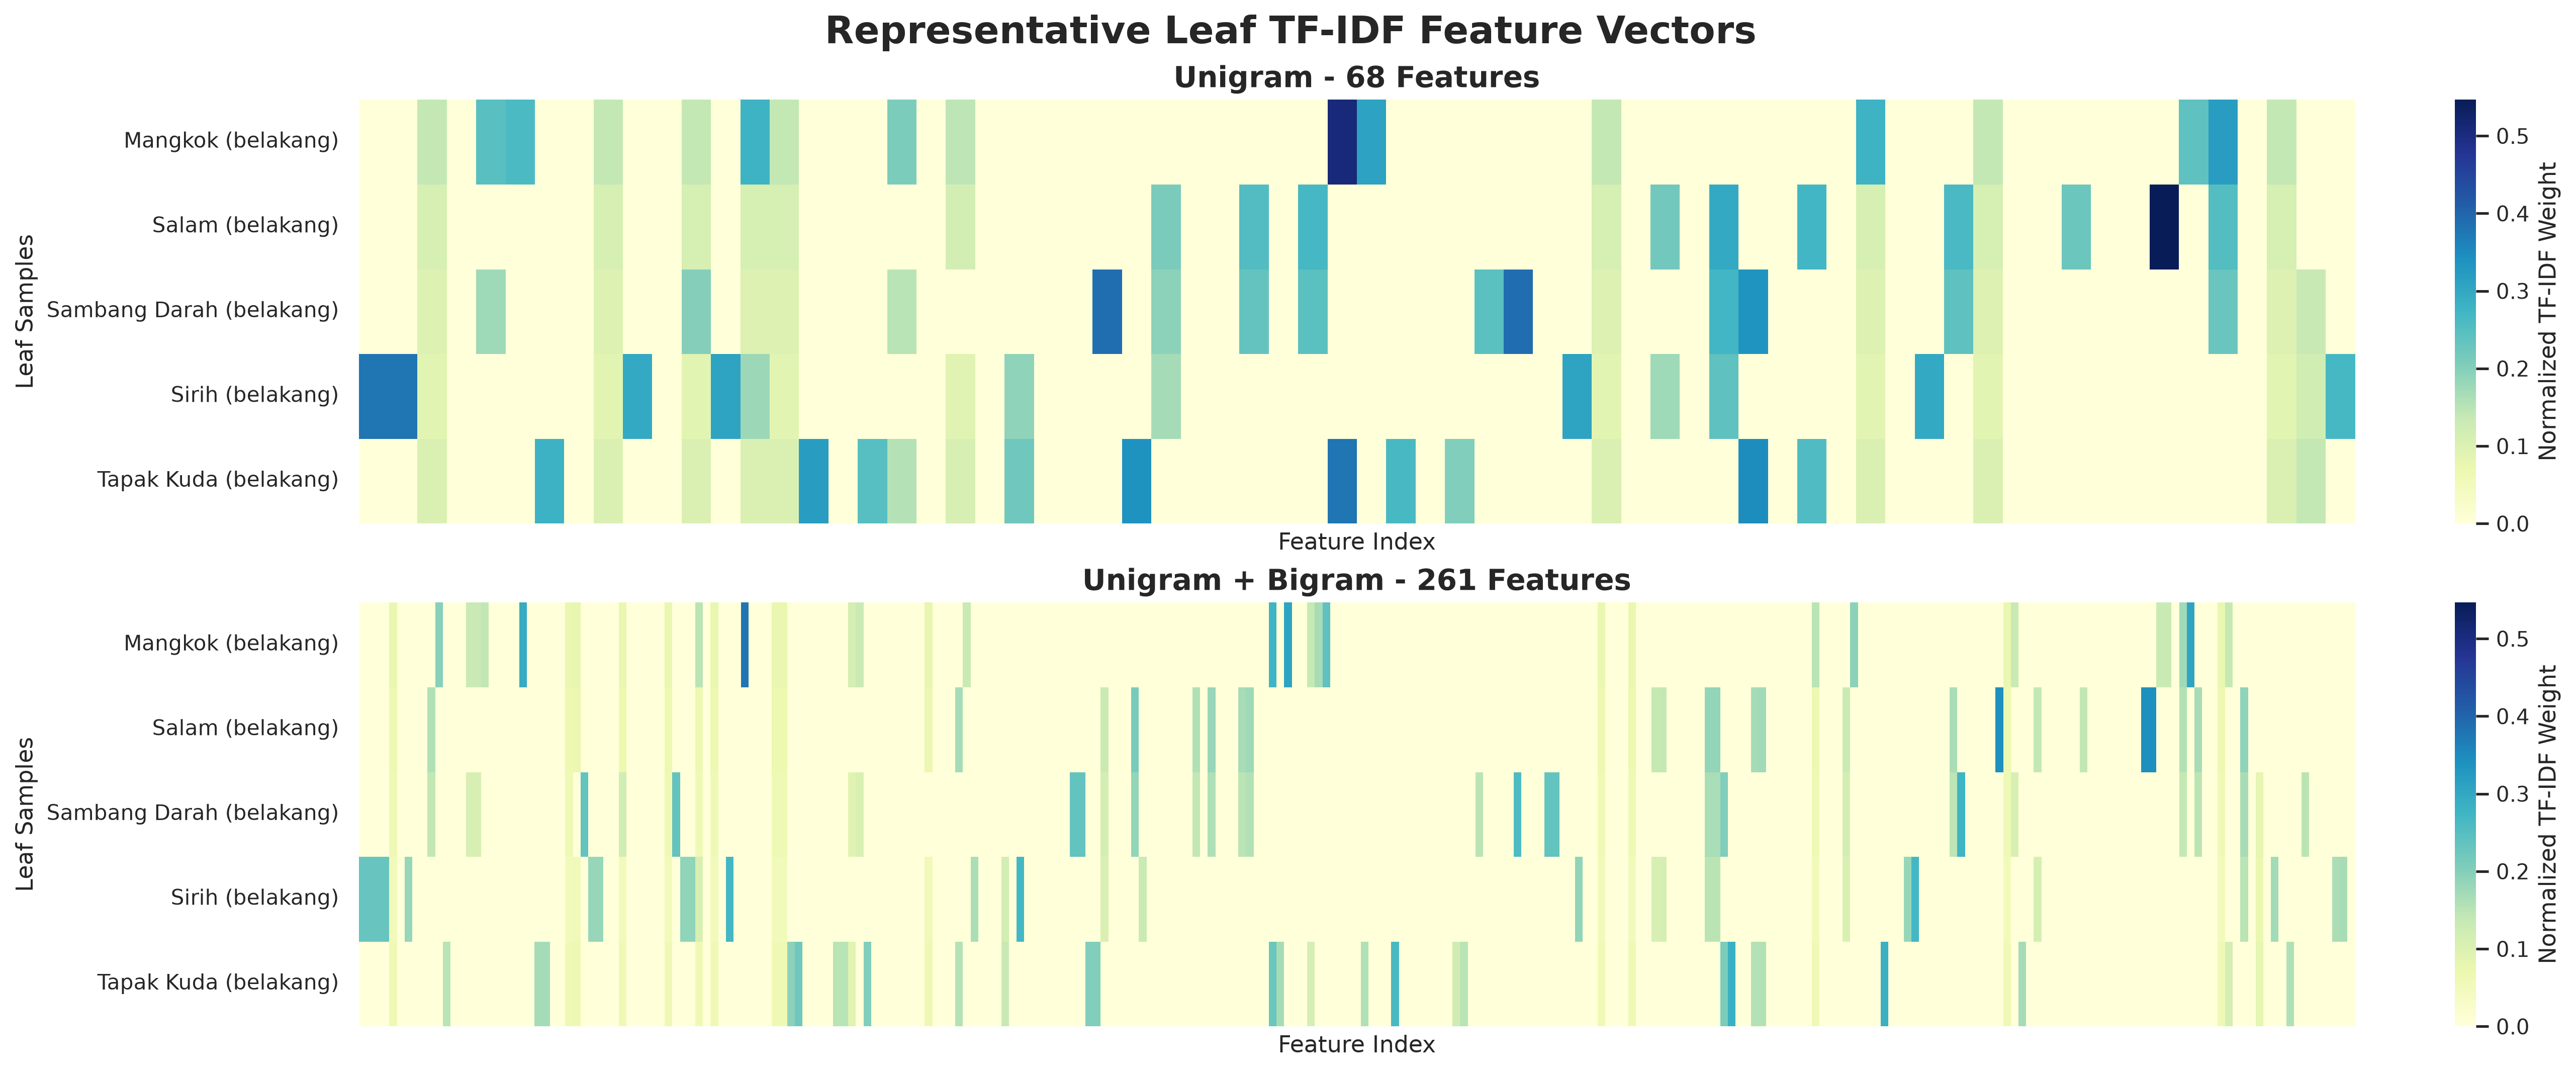 Representative Leaf TF-IDF Feature Vectors
Unigram - 68 Features
Leaf Samples
Mangkok (belakang)
Salam (belakang)
Sambang Darah (belakang)
Sirih (belakang)
Tapak Kuda (belakang)
Feature Index
0.5
0.4
0.3
0.2
0.1
0.0
Normalized TF-IDF Weight
Unigram + Bigram - 261 Features
Leaf Samples
Mangkok (belakang)
Salam (belakang)
Sambang Darah (belakang)
Sirih (belakang)
Tapak Kuda (belakang)
Feature Index
0.5
0.4
0.3
0.2
0.1
0.0
Normalized TF-IDF Weight